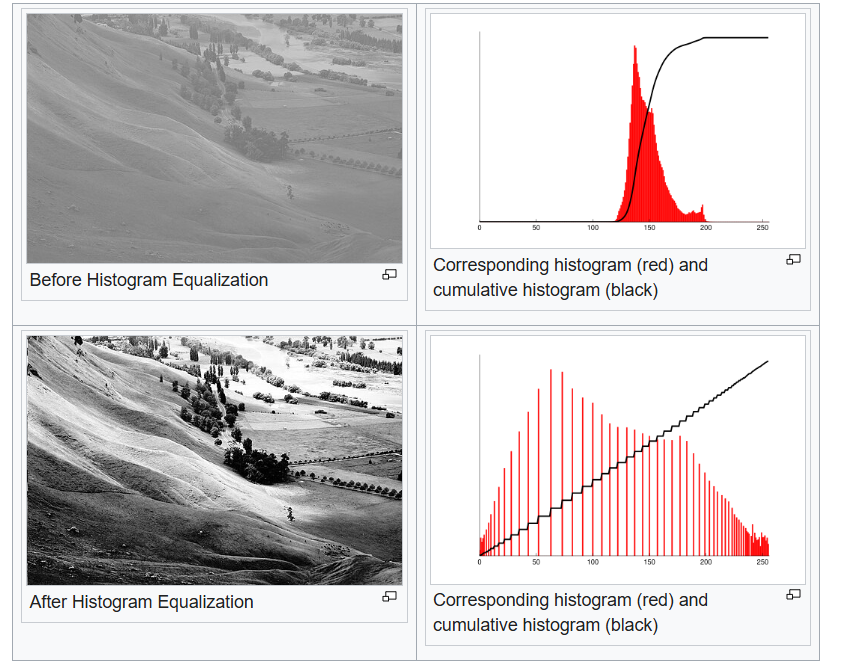 0 50 100 150 200 250
Before Histogram Equalization
Corresponding histogram (red) and
cumulative histogram (black)
0 50 100 150 200 250
After Histogram Equalization
Corresponding histogram (red) and
cumulative histogram (black)